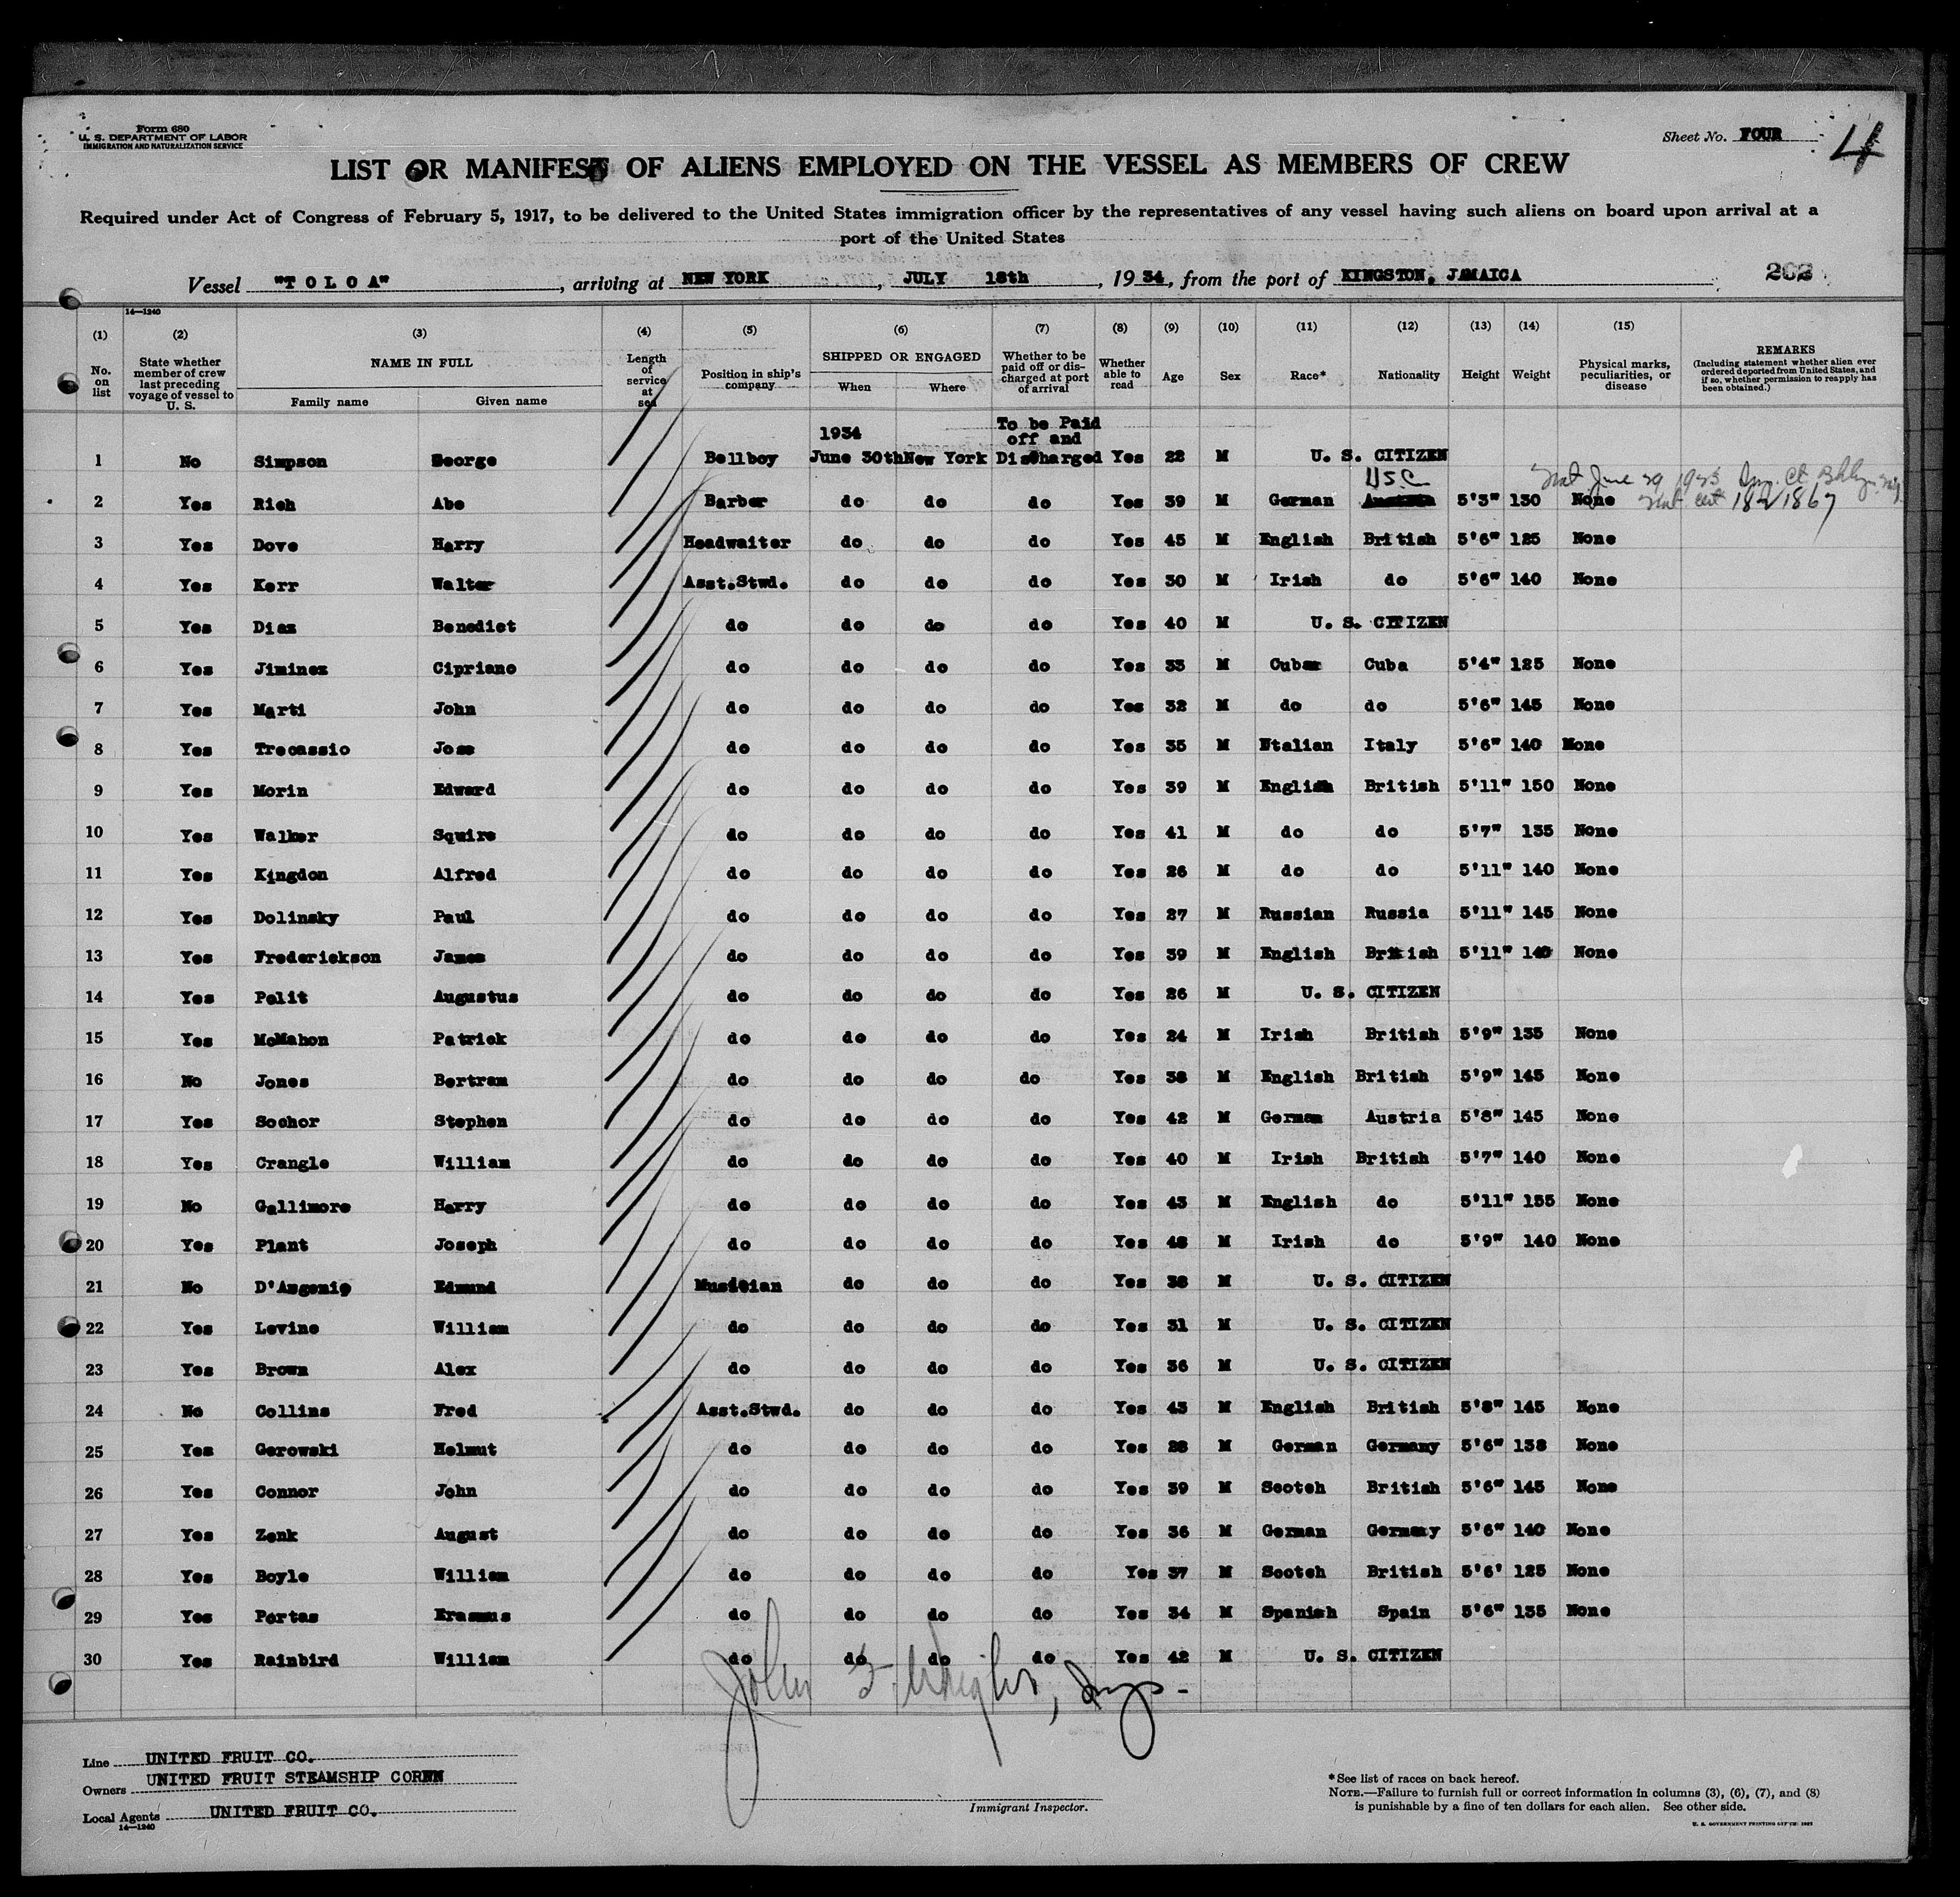 Form 680
U. S. DEPARTMENT OF LABOR
IMMIGRATION AND NATURALIZATION SERVICE
Sheet No. FOUR 4
LIST OR MANIFEST OF ALIENS EMPLOYED ON THE VESSEL AS MEMBERS OF CREW
Required under Act of Congress of February 5, 1917, to be delivered to the United States immigration officer by the representatives of any vessel having such aliens on board upon arrival at a
port of the United States
Vessel "TOLOA", arriving at NEW YORK, JULY 18th, 1934, from the port of KINGSTON, JAMAICA 202
14—1240
(1) (2) (3) (4) (5) (6) (7) (8) (9) (10) (11) (12) (13) (14) (15)
No. on list State whether member of crew last preceding voyage of vessel to U. S. NAME IN FULL Family name Given name Length of service at sea Position in ship's company SHIPPED OR ENGAGED When Where Whether to be paid off or discharged at port of arrival Whether able to read Age Sex Race* Nationality Height Weight Physical marks, peculiarities, or disease REMARKS (Including statement whether alien ever ordered deported from United States, and if so, whether permission to reapply has been obtained.)
1934 To be Paid
off and
1 No Simpson George Bellboy June 30th New York Discharged Yes 22 M U. S. CITIZEN
USC Nat June 29 1925
2 Yes Rich Abe Barber do do do Yes 39 M German 5'3" 130 None Nat cert 1821867
3 Yes Dove Harry Headwaiter do do do Yes 45 M English British 5'6" 125 None
4 Yes Kerr Walter Asst.Stwd. do do do Yes 30 M Irish do 5'6" 140 None
5 Yes Diaz Benedict do do do do Yes 40 M U. S. CITIZEN
6 Yes Jiminez Cipriano do do do do Yes 33 M Cuban Cuba 5'4" 125 None
7 Yes Marti John do do do do Yes 32 M do do 5'6" 145 None
8 Yes Trocassio Jose do do do do Yes 35 M Ntalian Italy 5'6" 140 None
9 Yes Morin Edward do do do do Yes 39 M English British 5'11" 150 None
10 Yes Walker Squire do do do do Yes 41 M do do 5'7" 135 None
11 Yes Kingdon Alfred do do do do Yes 26 M do do 5'11" 140 None
12 Yes Dolinsky Paul do do do do Yes 27 M Russian Russia 5'11" 145 None
13 Yes Frederickson James do do do do Yes 39 M English British 5'11" 140 None
14 Yes Polit Augustus do do do do Yes 26 M U. S. CITIZEN
15 Yes McMahon Patrick do do do do Yes 24 M Irish British 5'9" 135 None
16 No Jones Bertram do do do do Yes 38 M English British 5'9" 145 None
17 Yes Sochor Stephen do do do do Yes 42 M German Austria 5'8" 145 None
18 Yes Crangle William do do do do Yes 40 M Irish British 5'7" 140 None
19 No Gallimore Harry do do do do Yes 43 M English do 5'11" 155 None
20 Yes Plant Joseph do do do do Yes 48 M Irish do 5'9" 140 None
21 No Edmund Musician do do do Yes 38 M U. S. CITIZEN
22 Yes Levine William do do do do Yes 31 M U. S. CITIZEN
23 Yes Brown Alex do do do do Yes 36 M U. S. CITIZEN
24 No Collins Fred Asst.Stwd. do do do Yes 43 M English British 5'8" 145 None
25 Yes Gerowski Helmut do do do do Yes 28 M German Germany 5'6" 138 None
26 Yes Connor John do do do do Yes 39 M Scotch British 5'6" 145 None
27 Yes Zenk August do do do do Yes 36 M German Germany 5'6" 140 None
28 Yes Boyle William do do do do Yes 37 M Scotch British 5'6' 125 None
29 Yes Portas Erasmus do do do do Yes 34 M Spanish Spain 5'6" 135 None
30 Yes Rainbird William do do do do Yes 42 M U. S. CITIZEN
John Insp.
Line UNITED FRUIT CO.
Owners UNITED FRUIT STEAMSHIP CORNN
Local Agents UNITED FRUIT CO.
14—1240
Immigrant Inspector.
*See list of races on back hereof.
NOTE.—Failure to furnish full or correct information in columns (3), (6), (7), and (8)
is punishable by a fine of ten dollars for each alien. See other side.